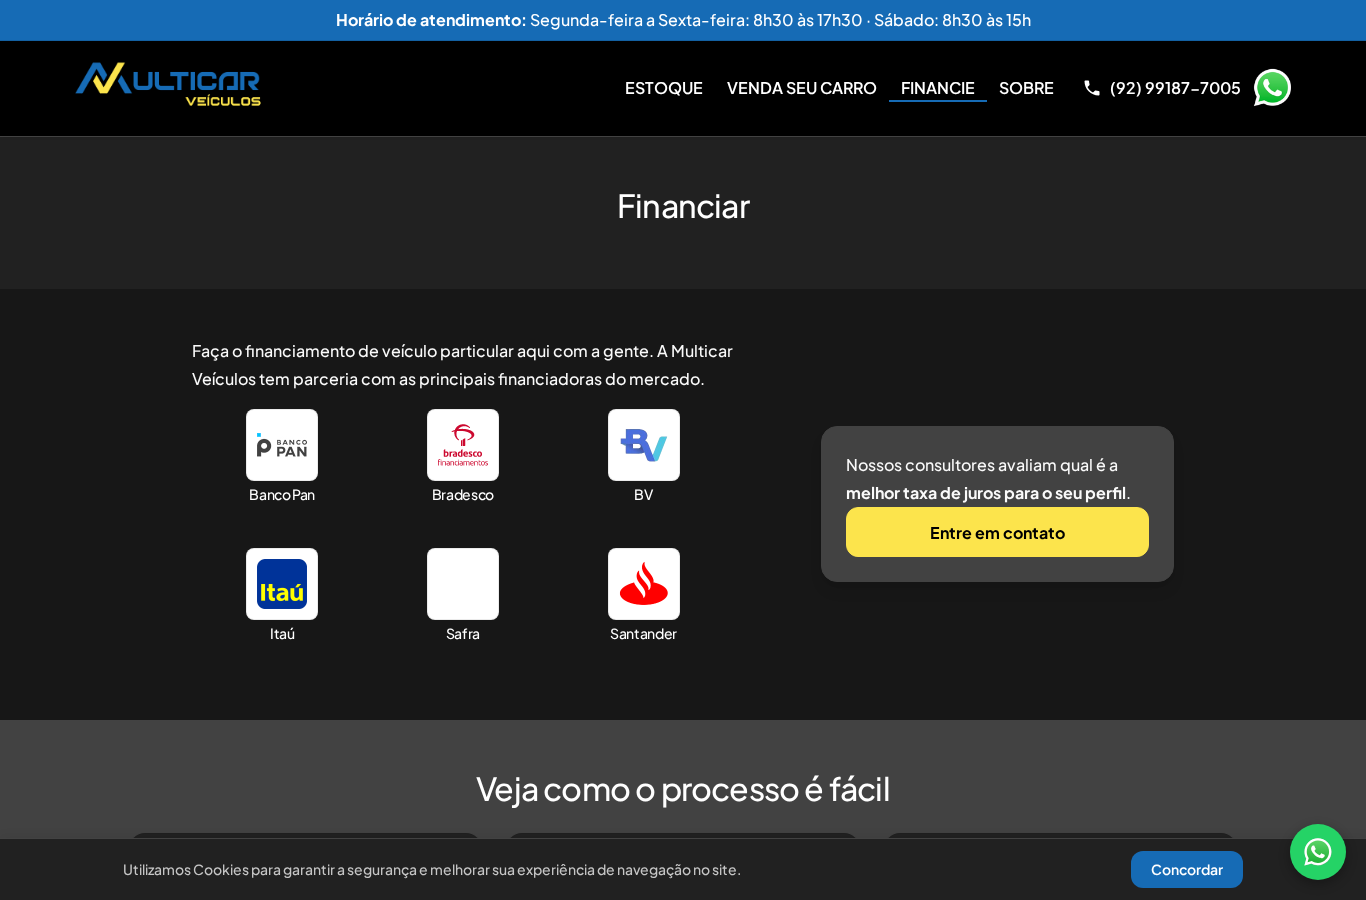 Horário de atendimento: Segunda-feira a Sexta-feira: 8h30 às 17h30 · Sábado: 8h30 às 15h
MULTICAR
VEÍCULOS
ESTOQUE
VENDA SEU CARRO
FINANCIE
SOBRE
(92) 99187-7005
Financiar
Faça o financiamento de veículo particular aqui com a gente. A Multicar
Veículos tem parceria com as principais financiadoras do mercado.
BANCO
PAN
bradesco
financiamentos
BV
Banco Pan
Bradesco
BV
Itaú
Itaú
Safra
Santander
Nossos consultores avaliam qual é a
melhor taxa de juros para o seu perfil.
Entre em contato
Veja como o processo é fácil
Utilizamos Cookies para garantir a segurança e melhorar sua experiência de navegação no site.
Concordar